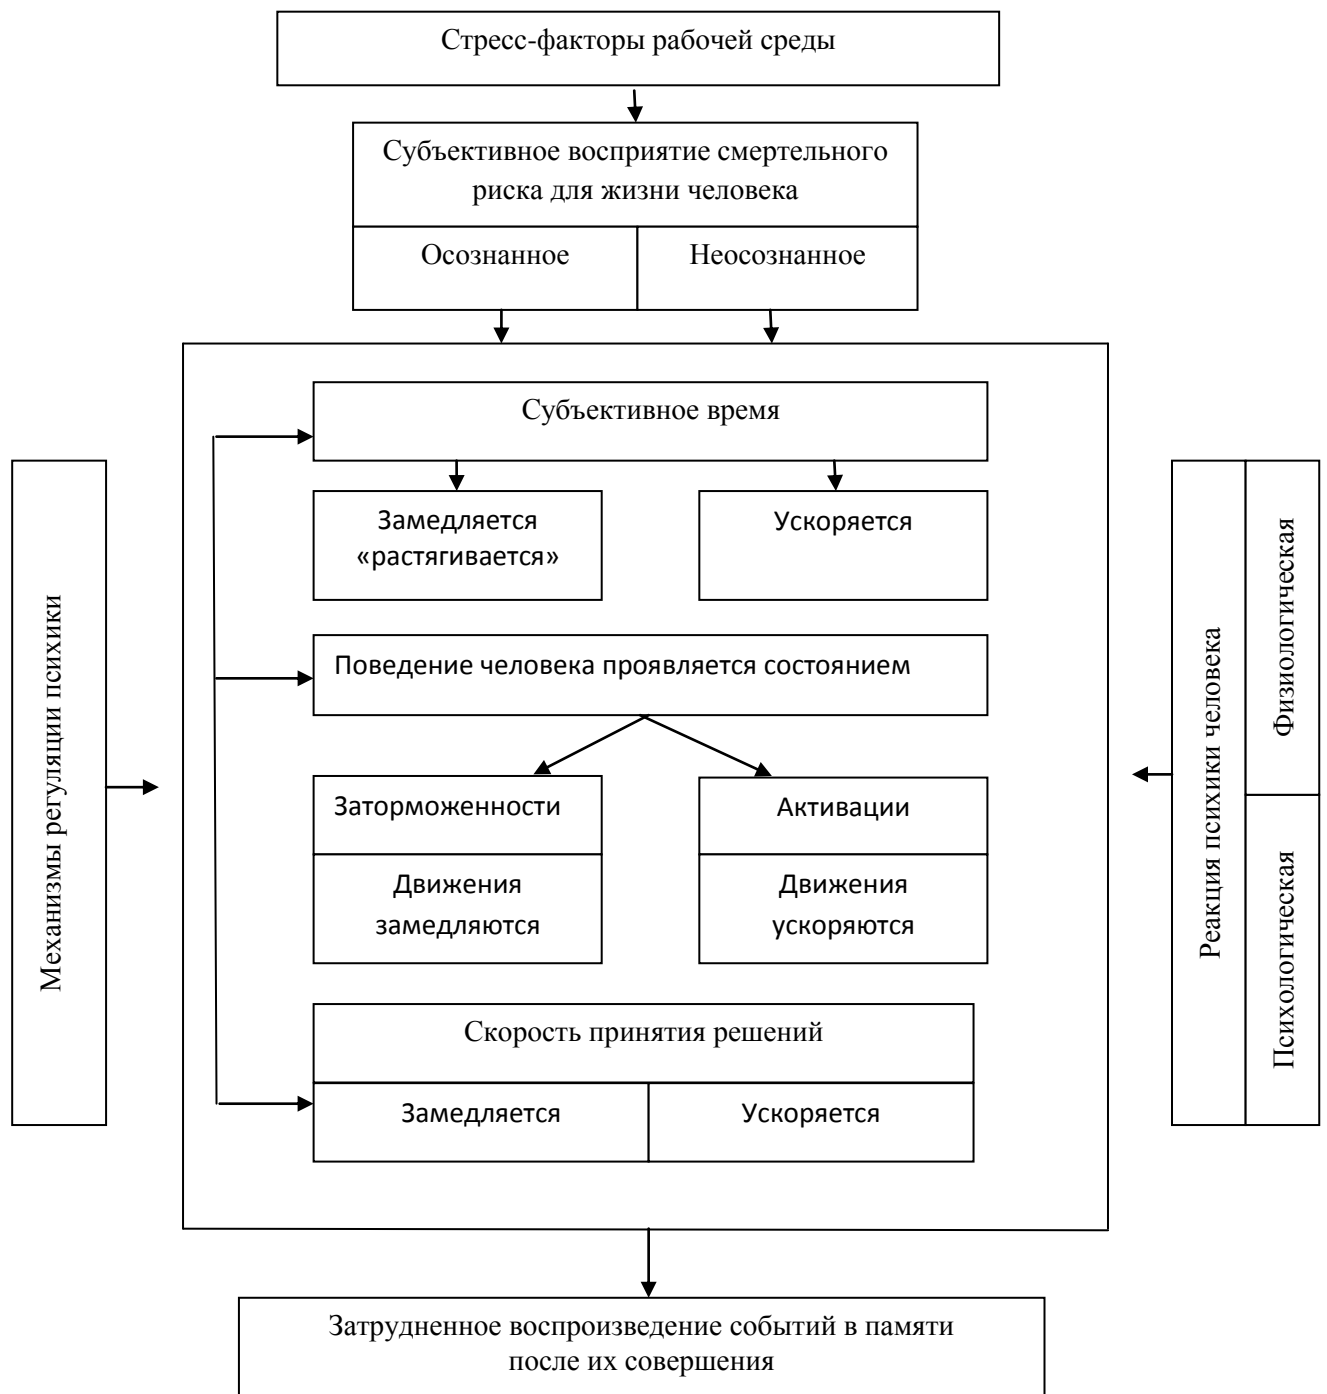 Стресс-факторы рабочей среды
Субъективное восприятие смертельного
риска для жизни человека
Осознанное
Неосознанное
Субъективное время
Замедляется
«растягивается»
Ускоряется
Поведение человека проявляется состоянием
Заторможенности
Активации
Движения
замедляются
Движения
ускоряются
Скорость принятия решений
Замедляется
Ускоряется
Механизмы регуляции психики
Реакция психики человека
Физиологическая
Психологическая
Затрудненное воспроизведение событий в памяти
после их совершения